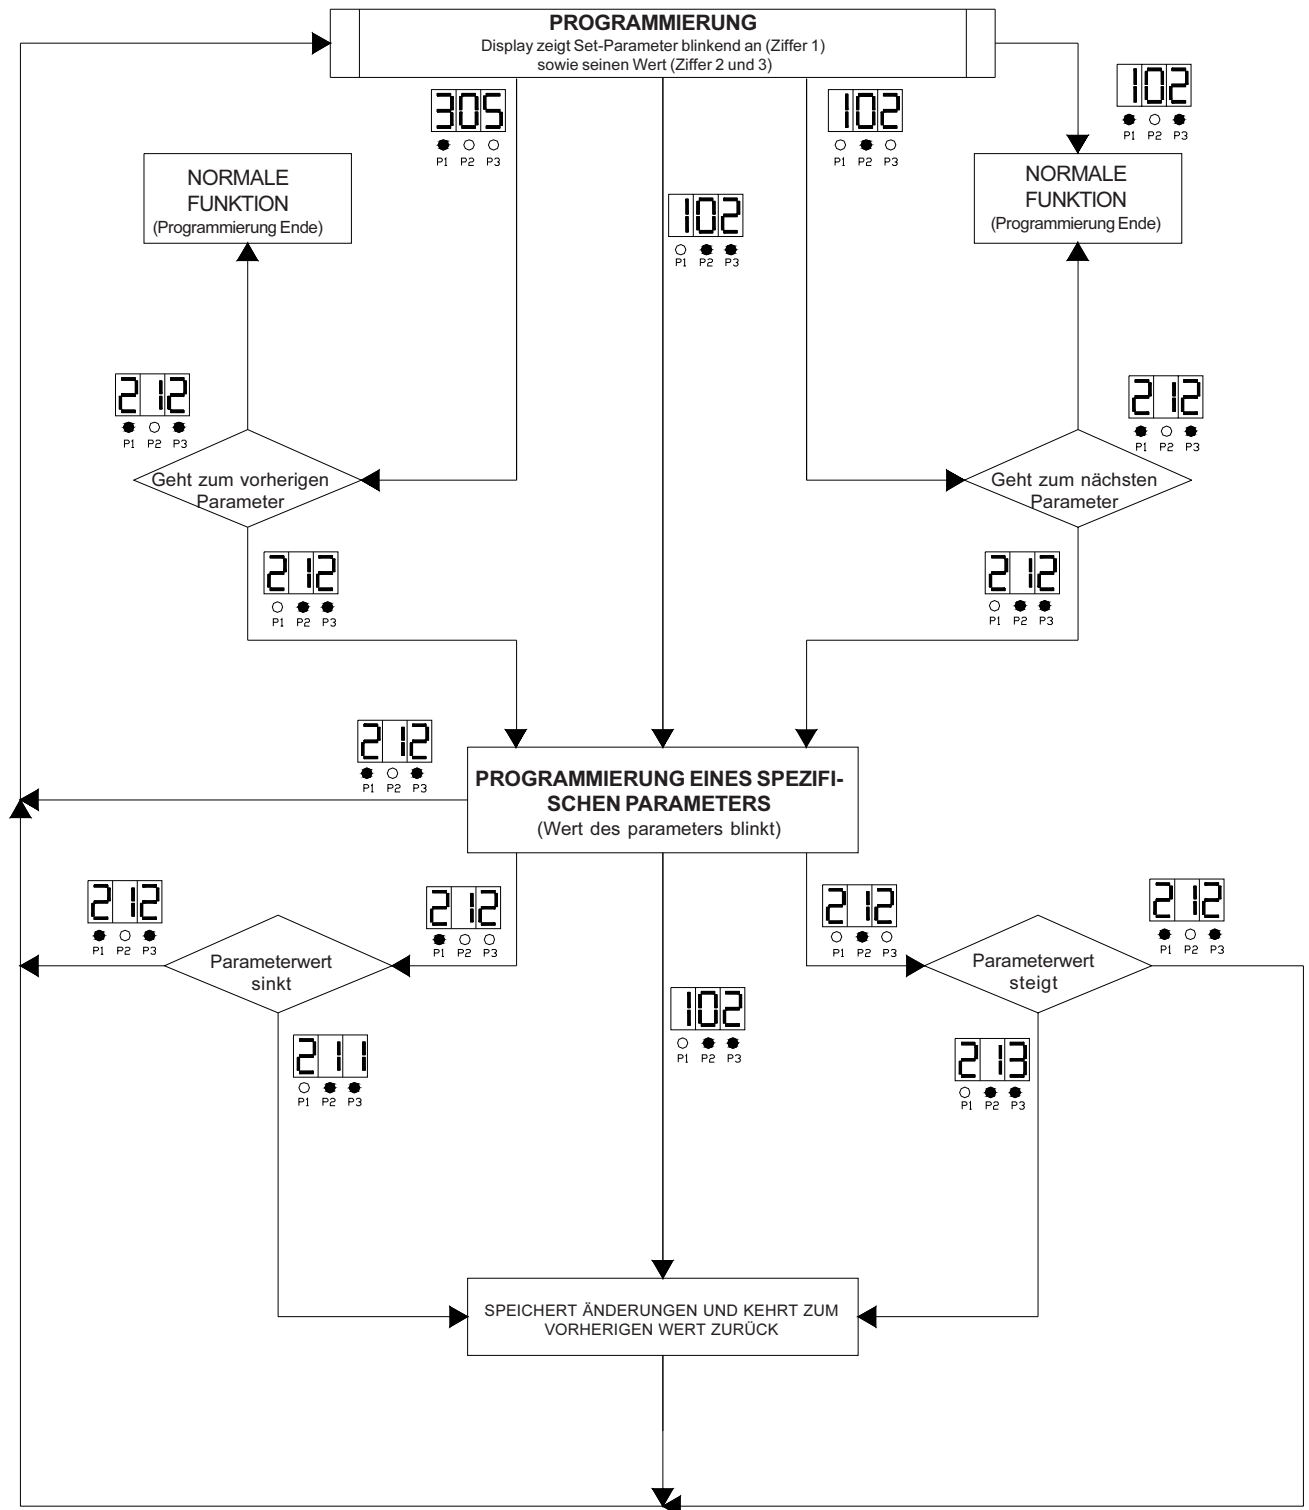 PROGRAMMIERUNG
Display zeigt Set-Parameter blinkend an (Ziffer 1)
sowie seinen Wert (Ziffer 2 und 3)
305
P1 P2 P3
102
P1 P2 P3
102
P1 P2 P3
NORMALE
FUNKTION
(Programmierung Ende)
102
P1 P2 P3
NORMALE
FUNKTION
(Programmierung Ende)
212
P1 P2 P3
212
P1 P2 P3
Geht zum vorherigen
Parameter
Geht zum nächsten
Parameter
212
P1 P2 P3
212
P1 P2 P3
212
P1 P2 P3
PROGRAMMIERUNG EINES SPEZIFI-
SCHEN PARAMETERS
(Wert des parameters blinkt)
212
P1 P2 P3
212
P1 P2 P3
212
P1 P2 P3
212
P1 P2 P3
Parameterwert
sinkt
Parameterwert
steigt
102
P1 P2 P3
211
P1 P2 P3
213
P1 P2 P3
SPEICHERT ÄNDERUNGEN UND KEHRT ZUM
VORHERIGEN WERT ZURÜCK